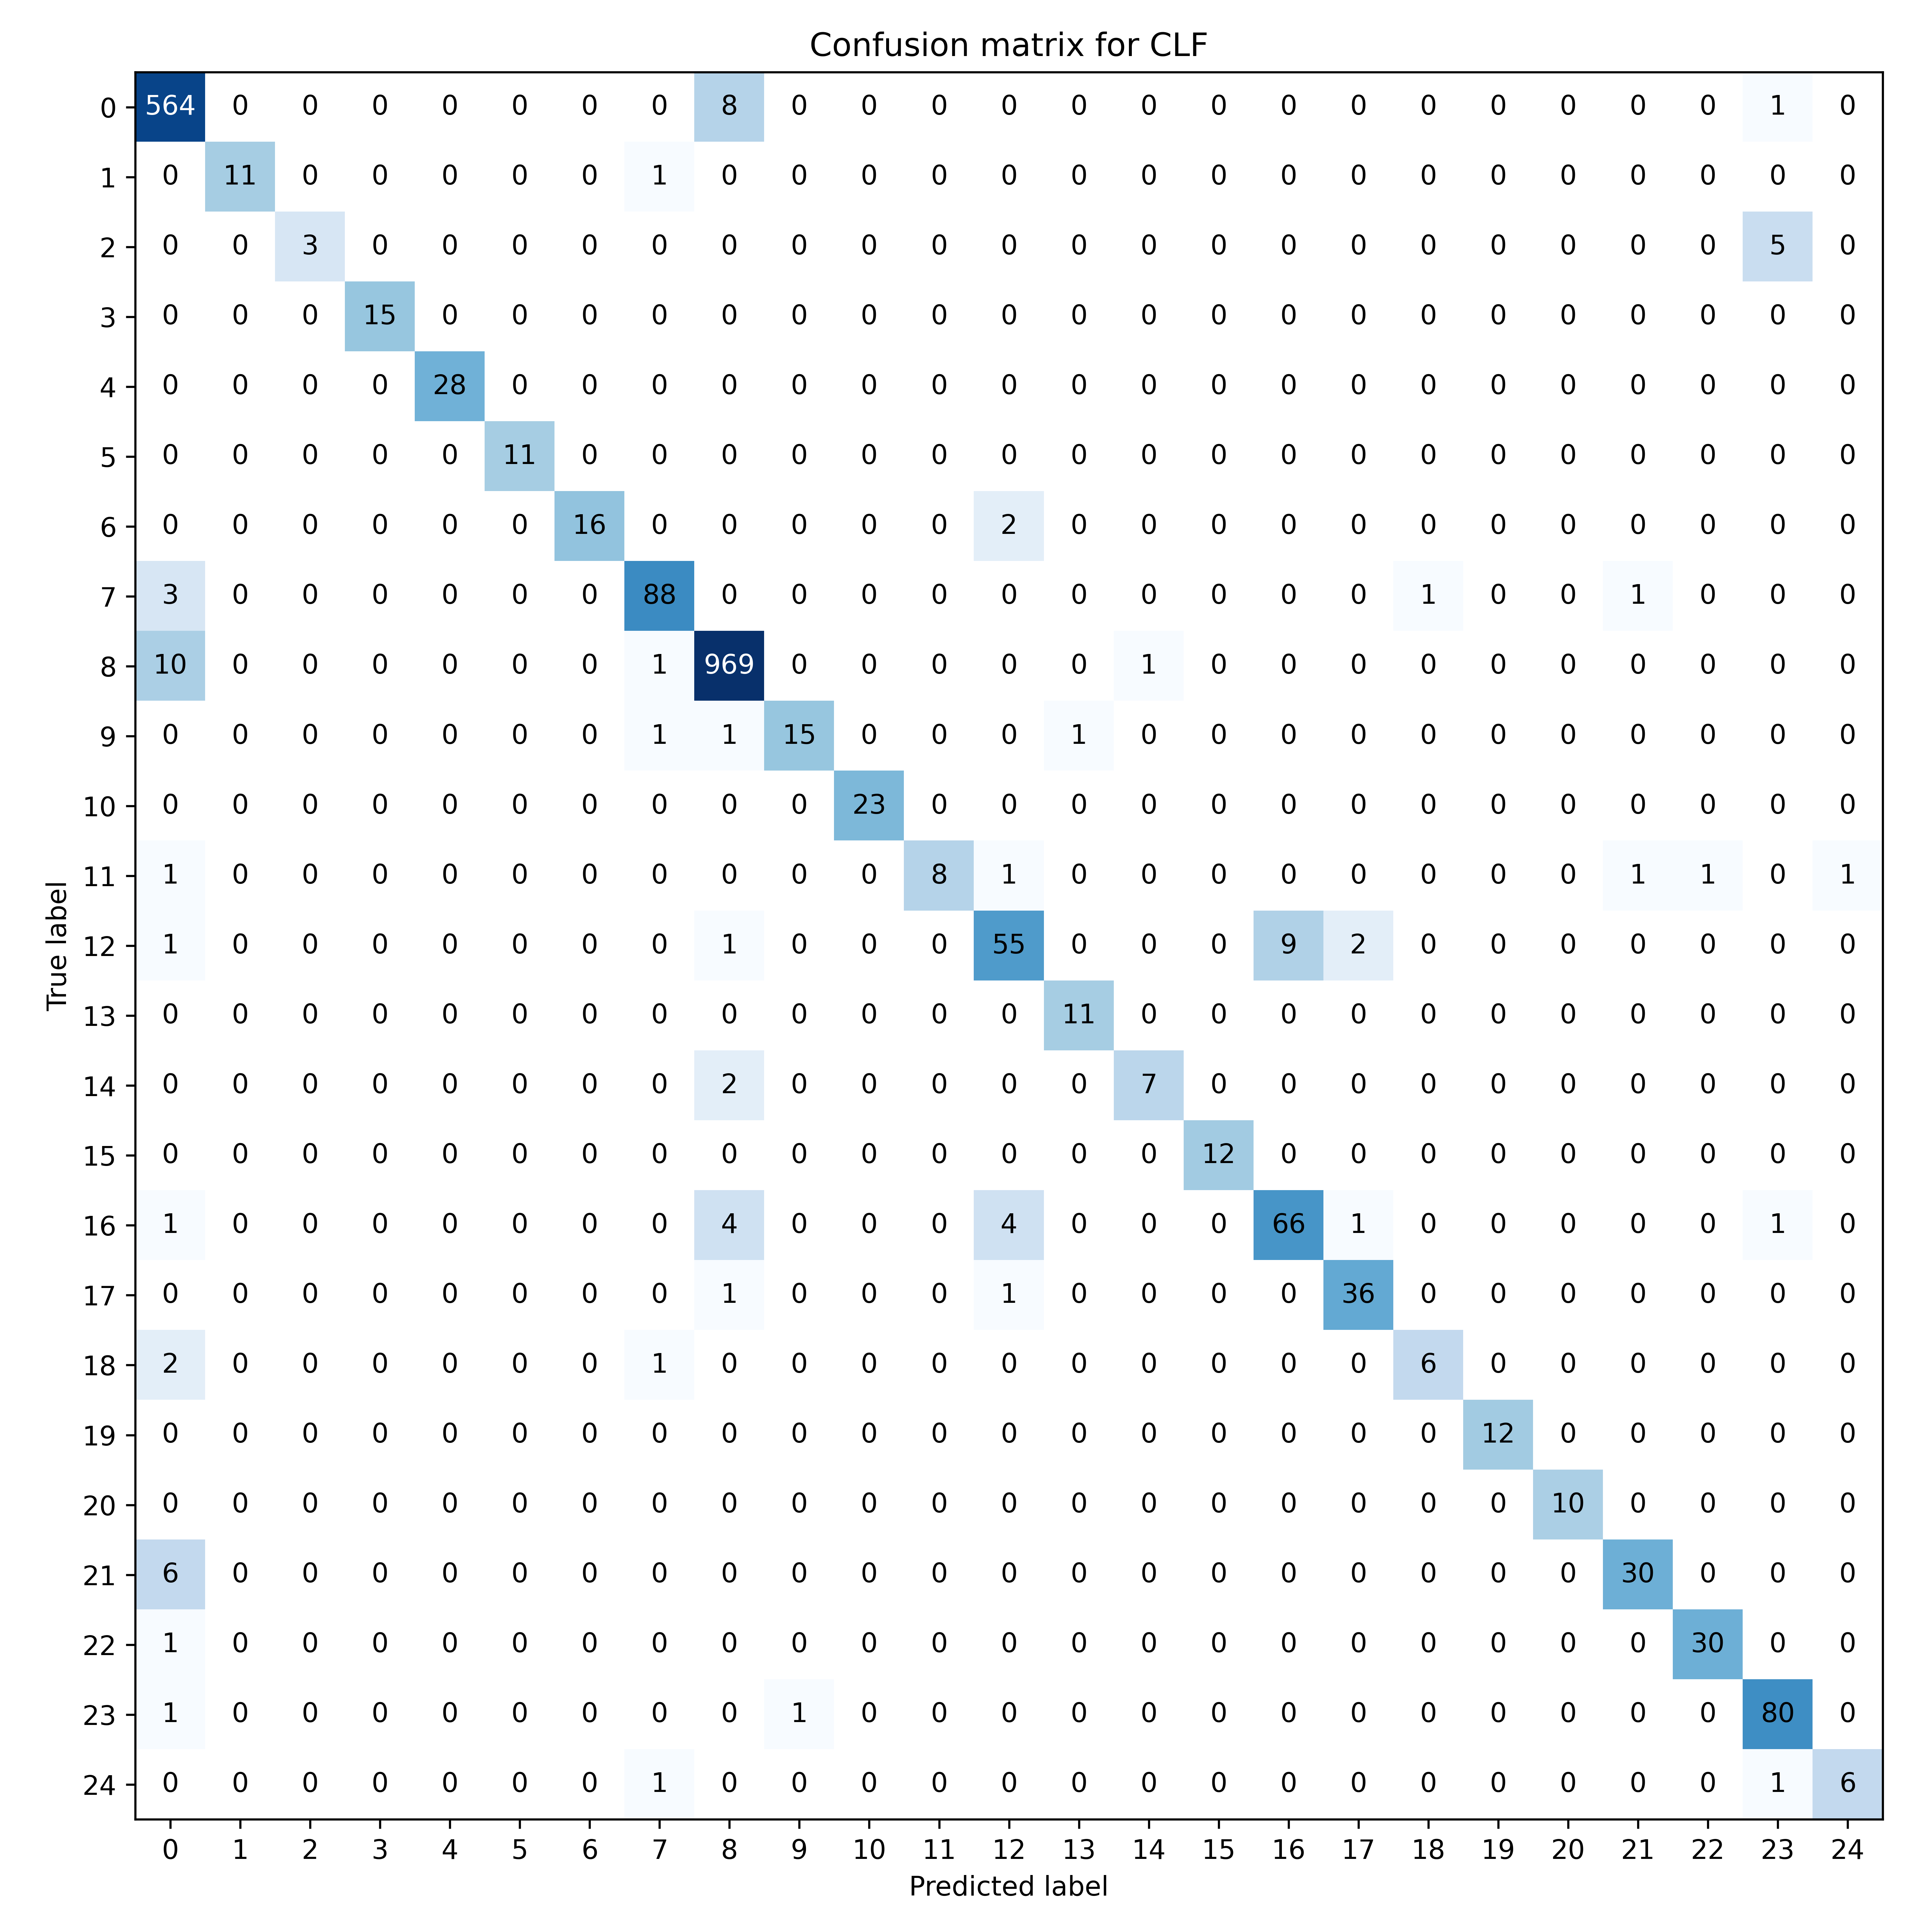 Confusion matrix for CLF
0 564 0 0 0 0 0 0 0 8 0 0 0 0 0 0 0 0 0 0 0 0 0 0 1 0
1 0 11 0 0 0 0 0 1 0 0 0 0 0 0 0 0 0 0 0 0 0 0 0 0 0
2 0 0 3 0 0 0 0 0 0 0 0 0 0 0 0 0 0 0 0 0 0 0 0 5 0
3 0 0 0 15 0 0 0 0 0 0 0 0 0 0 0 0 0 0 0 0 0 0 0 0 0
4 0 0 0 0 28 0 0 0 0 0 0 0 0 0 0 0 0 0 0 0 0 0 0 0 0
5 0 0 0 0 0 11 0 0 0 0 0 0 0 0 0 0 0 0 0 0 0 0 0 0 0
6 0 0 0 0 0 0 16 0 0 0 0 0 2 0 0 0 0 0 0 0 0 0 0 0 0
7 3 0 0 0 0 0 0 88 0 0 0 0 0 0 0 0 0 0 1 0 0 1 0 0 0
8 10 0 0 0 0 0 0 1 969 0 0 0 0 0 1 0 0 0 0 0 0 0 0 0 0
9 0 0 0 0 0 0 0 1 1 15 0 0 0 1 0 0 0 0 0 0 0 0 0 0 0
10 0 0 0 0 0 0 0 0 0 0 23 0 0 0 0 0 0 0 0 0 0 0 0 0 0
11 1 0 0 0 0 0 0 0 0 0 0 8 1 0 0 0 0 0 0 0 0 1 1 0 1
12 1 0 0 0 0 0 0 0 1 0 0 0 55 0 0 0 9 2 0 0 0 0 0 0 0
13 0 0 0 0 0 0 0 0 0 0 0 0 0 11 0 0 0 0 0 0 0 0 0 0 0
14 0 0 0 0 0 0 0 0 2 0 0 0 0 0 7 0 0 0 0 0 0 0 0 0 0
15 0 0 0 0 0 0 0 0 0 0 0 0 0 0 0 12 0 0 0 0 0 0 0 0 0
16 1 0 0 0 0 0 0 0 4 0 0 0 4 0 0 0 66 1 0 0 0 0 0 1 0
17 0 0 0 0 0 0 0 0 1 0 0 0 1 0 0 0 0 36 0 0 0 0 0 0 0
18 2 0 0 0 0 0 0 1 0 0 0 0 0 0 0 0 0 0 6 0 0 0 0 0 0
19 0 0 0 0 0 0 0 0 0 0 0 0 0 0 0 0 0 0 0 12 0 0 0 0 0
20 0 0 0 0 0 0 0 0 0 0 0 0 0 0 0 0 0 0 0 0 10 0 0 0 0
21 6 0 0 0 0 0 0 0 0 0 0 0 0 0 0 0 0 0 0 0 0 30 0 0 0
22 1 0 0 0 0 0 0 0 0 0 0 0 0 0 0 0 0 0 0 0 0 0 30 0 0
23 1 0 0 0 0 0 0 0 0 1 0 0 0 0 0 0 0 0 0 0 0 0 0 80 0
24 0 0 0 0 0 0 0 1 0 0 0 0 0 0 0 0 0 0 0 0 0 0 0 1 6
0 1 2 3 4 5 6 7 8 9 10 11 12 13 14 15 16 17 18 19 20 21 22 23 24
Predicted label
True label